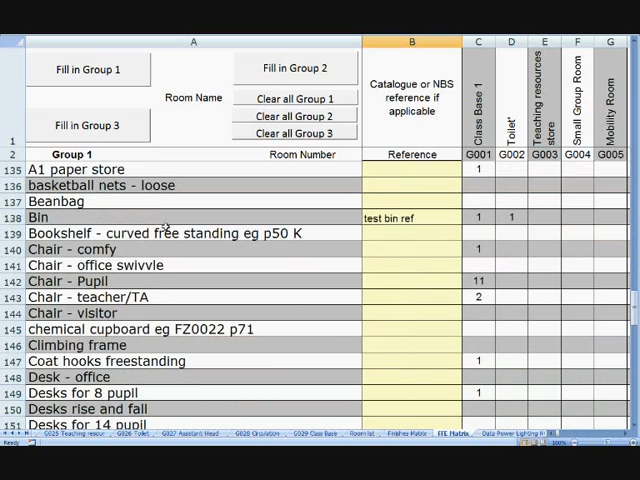 A B C D E F G
Fill in Group 1
Fill in Group 2
Fill in Group 3
Room Name
Clear all Group 1
Clear all Group 2
Clear all Group 3
Catalogue or NBS
reference if
applicable
Class Base 1
Toilet*
Teaching resources
store
Small Group Room
Mobility Room
1
2 Group 1 Room Number Reference G001 G002 G003 G004 G005
135 A1 paper store 1
136 basketball nets - loose
137 Beanbag
138 Bin test bin ref 1 1
139 Bookshelf - curved free standing eg p50 K
140 Chair - comfy 1
141 Chair - office swivvle
142 Chair - Pupil 11
143 Chair - teacher/TA 2
144 Chair - visitor
145 chemical cupboard eg FZ0022 p71
146 Climbing frame
147 Coat hooks freestanding 1
148 Desk - office
149 Desks for 8 pupil 1
150 Desks rise and fall
151 Desks for 14 pupil
G025 Teaching resour G026 Toilet G027 Assistant Head G028 Circulation G029 Class Base Room list Finishes Matrix FFE Matrix Data Power Lighting
Ready 100%